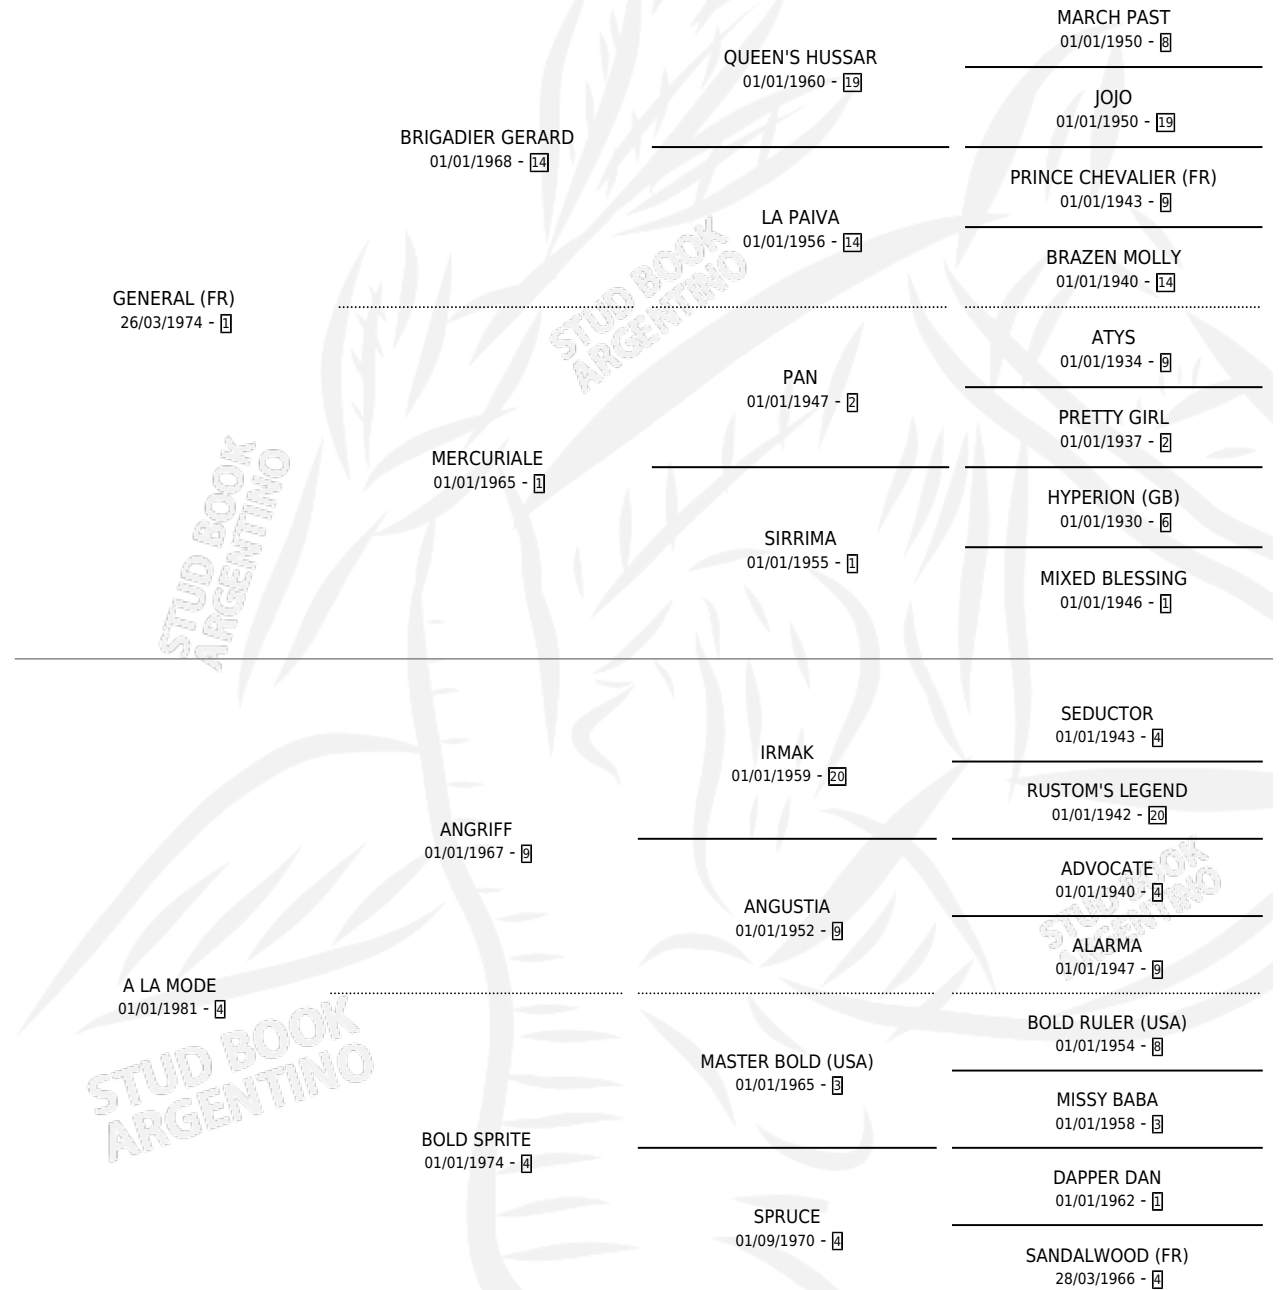 MARCH PAST
01/01/1950 - 8
QUEEN'S HUSSAR
01/01/1960 - 19
JOJO
01/01/1950 - 19
BRIGADIER GERARD
01/01/1968 - 14
PRINCE CHEVALIER (FR)
01/01/1943 - 9
LA PAIVA
01/01/1956 - 14
BRAZEN MOLLY
01/01/1940 - 14
GENERAL (FR)
26/03/1974 - 1
STUD BOOK
ARGENTINO
ATYS
01/01/1934 - 9
PAN
01/01/1947 - 2
PRETTY GIRL
01/01/1937 - 2
MERCURIALE
01/01/1965 - 1
HYPERION (GB)
01/01/1930 - 6
SIRRIMA
01/01/1955 - 1
MIXED BLESSING
01/01/1946 - 1
STUD BOOK
ARGENTINO
SEDUCTOR
01/01/1943 - 4
IRMAK
01/01/1959 - 20
RUSTOM'S LEGEND
01/01/1942 - 20
ANGRIFF
01/01/1967 - 9
ADVOCATE
01/01/1940 - 4
ANGUSTIA
01/01/1952 - 9
STUD BOOK
ARGENTINO
ALARMA
01/01/1947 - 9
A LA MODE
01/01/1981 - 4
BOLD RULER (USA)
01/01/1954 - 8
MASTER BOLD (USA)
01/01/1965 - 3
MISSY BABA
01/01/1958 - 3
STUD BOOK
ARGENTINO
BOLD SPRITE
01/01/1974 - 4
DAPPER DAN
01/01/1962 - 1
SPRUCE
01/09/1970 - 4
SANDALWOOD (FR)
28/03/1966 - 4